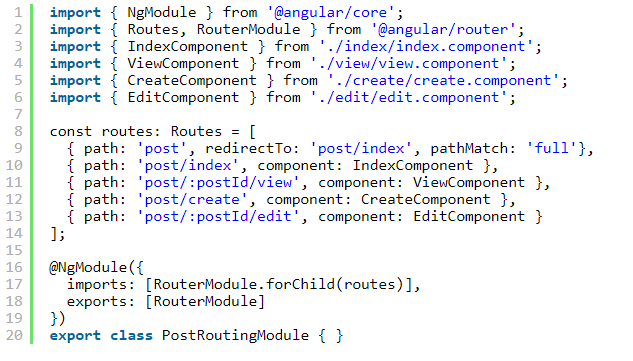 1 import { NgModule } from '@angular/core';
2 import { Routes, RouterModule } from '@angular/router';
3 import { IndexComponent } from './index/index.component';
4 import { ViewComponent } from './view/view.component';
5 import { CreateComponent } from './create/create.component';
6 import { EditComponent } from './edit/edit.component';
7
8 const routes: Routes = [
9   { path: 'post', redirectTo: 'post/index', pathMatch: 'full'},
10   { path: 'post/index', component: IndexComponent },
11   { path: 'post/:postId/view', component: ViewComponent },
12   { path: 'post/create', component: CreateComponent },
13   { path: 'post/:postId/edit', component: EditComponent }
14 ];
15
16 @NgModule({
17   imports: [RouterModule.forChild(routes)],
18   exports: [RouterModule]
19 })
20 export class PostRoutingModule { }